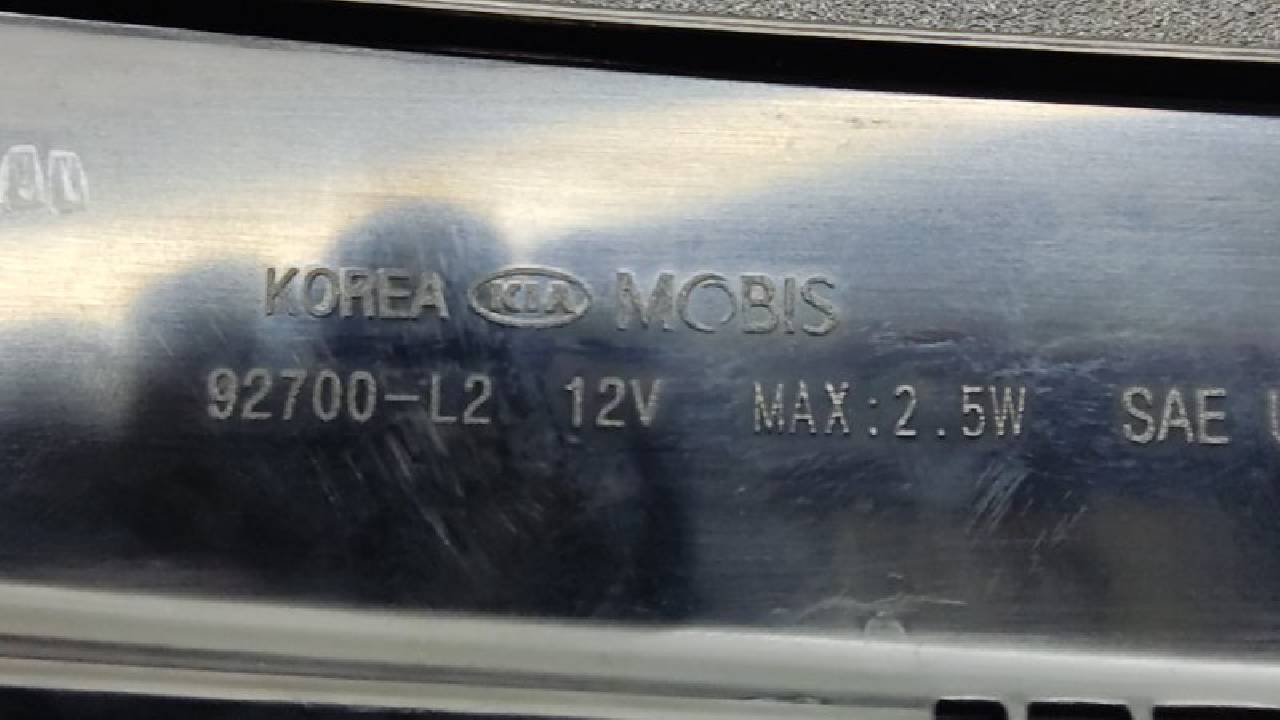 KOREA KIA MOBIS
92700-L2 12V MAX:2.5W SAE